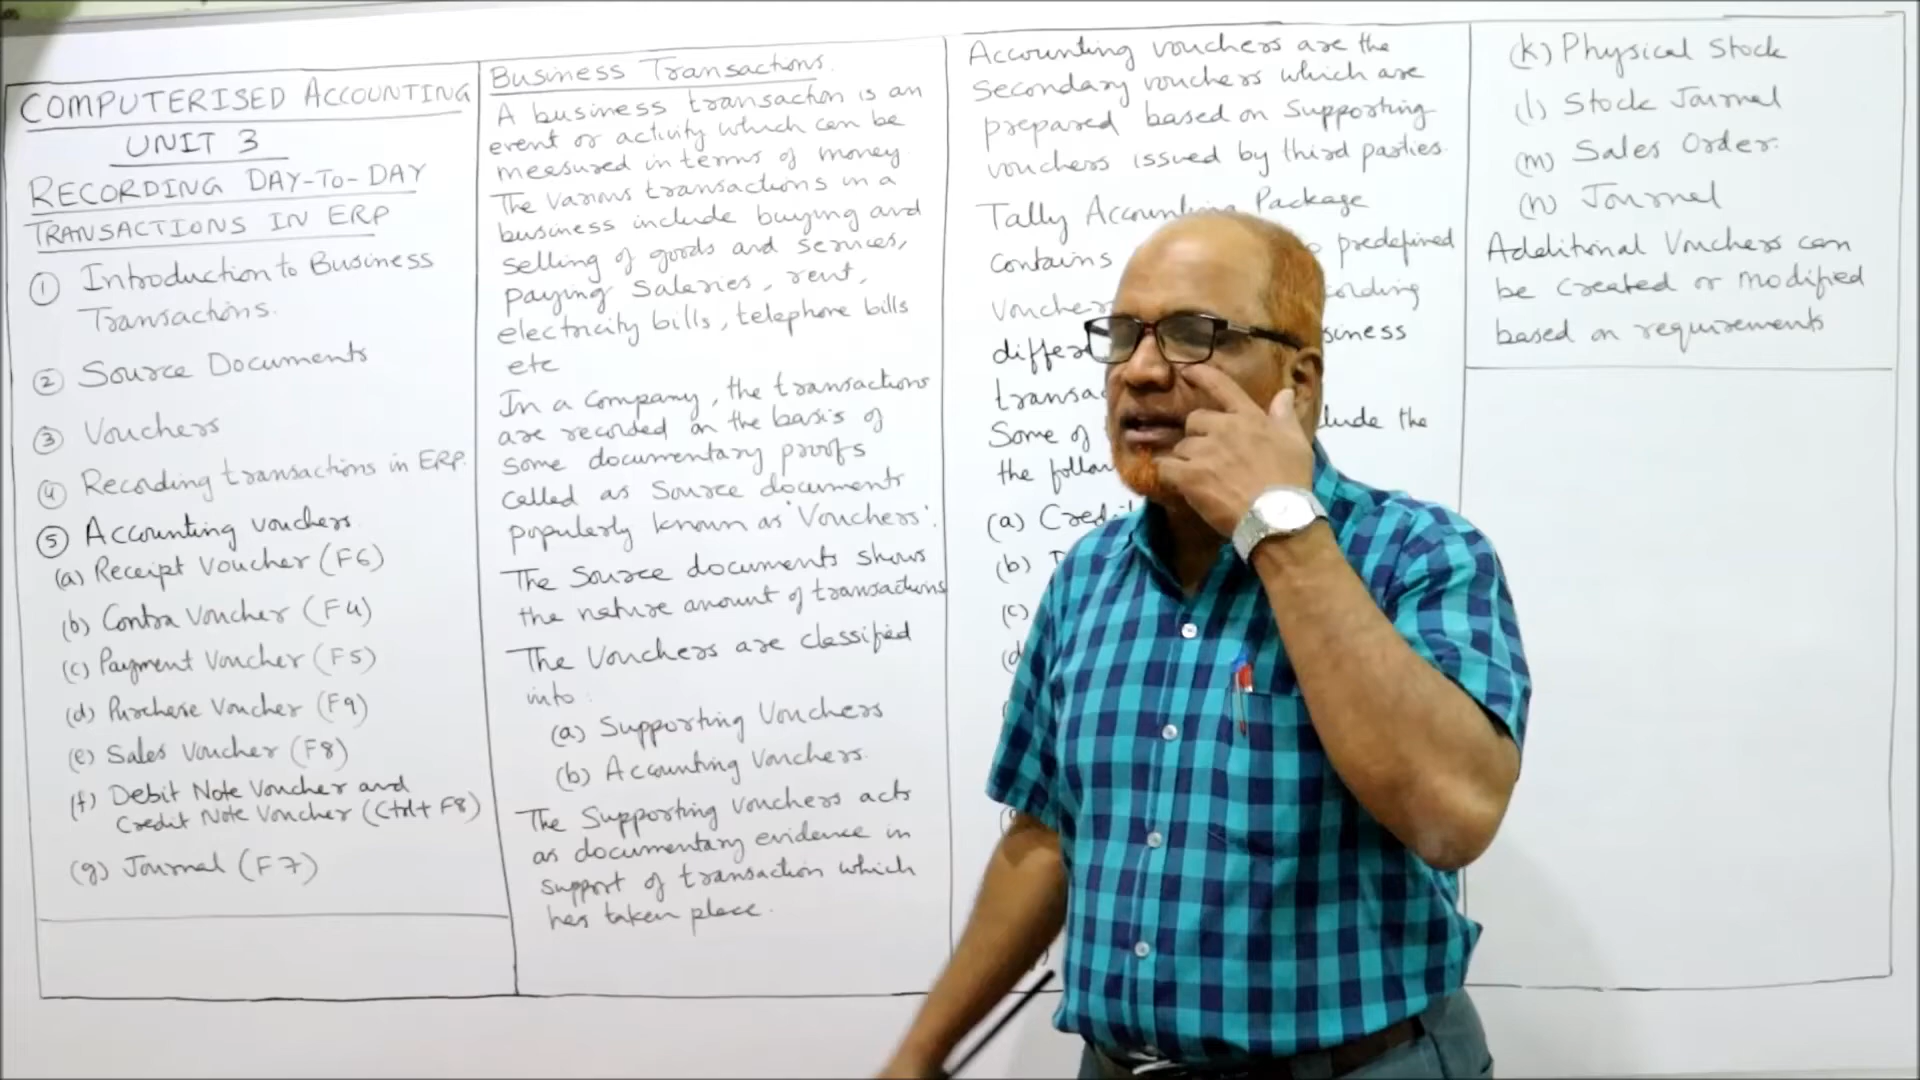 COMPUTERISED ACCOUNTING
UNIT 3
RECORDING DAY-TO-DAY
TRANSACTIONS IN ERP
① Introduction to Business
Transactions.
② Source Documents
③ Vouchers
④ Recording transactions in ERP.
⑤ Accounting vouchers
(a) Receipt Voucher (F6)
(b) Contra Voucher (F4)
(c) Payment Voucher (F5)
(d) Purchase Voucher (F9)
(e) Sales Voucher (F8)
(f) Debit Note Voucher and
Credit Note Voucher (Ctrl+ F8)
(g) Journal (F7)
Business Transactions.
A business transaction is an
event or activity which can be
measured in terms of money.
The various transactions in a
business include buying and
selling of goods and services,
paying Salaries, rent,
electricity bills, telephone bills
etc
In a company, the transactions
are recorded on the basis of
some documentary proofs
called as Source documents
popularly known as 'Vouchers'.
The Source documents shows
the nature amount of transactions
The Vouchers are classified
into :
(a) Supporting Vouchers
(b) Accounting Vouchers.
The Supporting vouchers acts
as documentary evidence in
support of transaction which
has taken place.
Accounting vouchers are the
Secondary vouchers which are
prepared based on Supporting
vouchers issued by third parties.
Tally Accounting Package
contains predefined
the
(a)
(b)
(c)
(d
(k) Physical Stock
(l) Stock Journal
(m) Sales Order.
(n) Journal
Additional Vouchers can
be created or modified
based on requirements